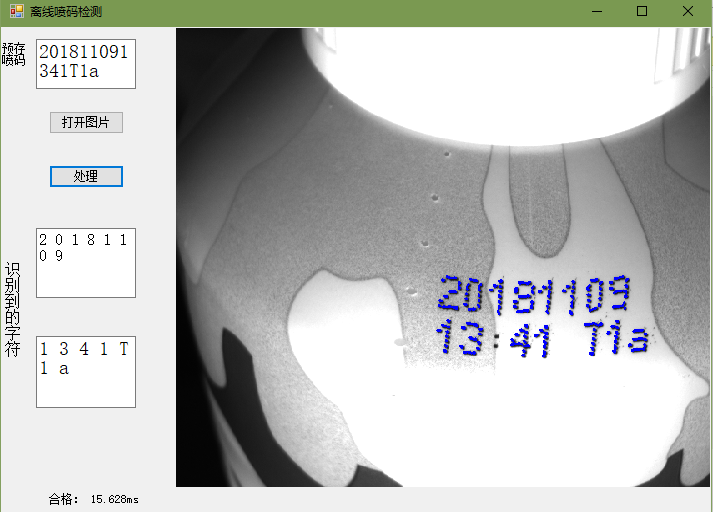 离线喷码检测
预存
喷码
201811091
341T1a
打开图片
处理
识别到的字符
2 0 1 8 1 1
0 9
1 3 4 1 T
1 a
20181109
13:41 T1a
合格: 15.628ms